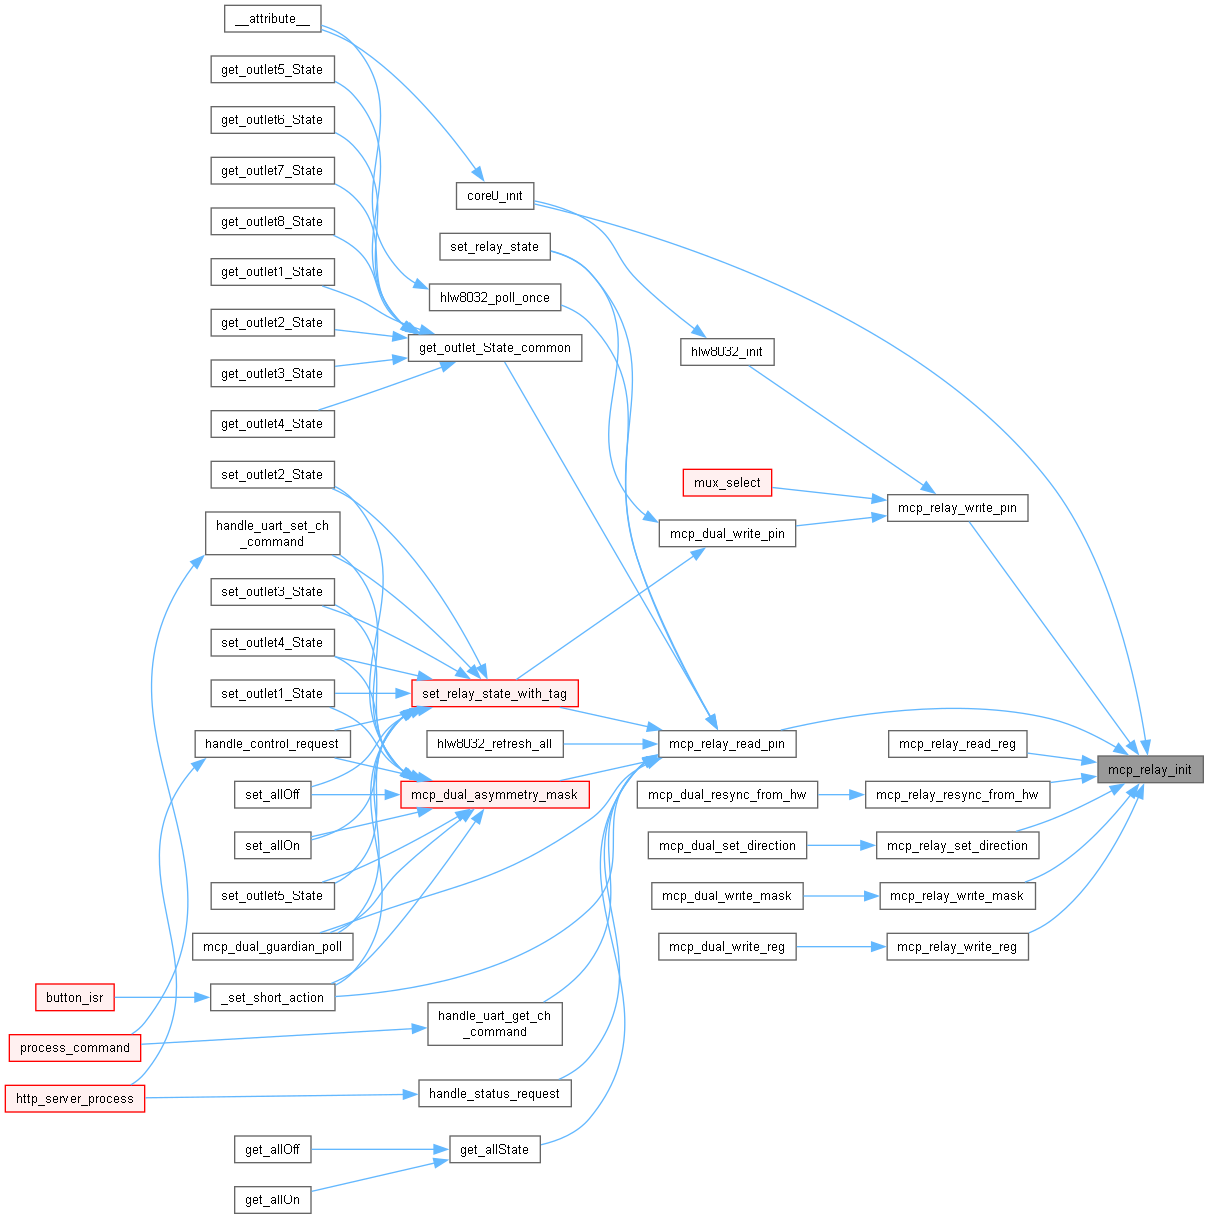 __attribute__
get_outlet5_State
get_outlet6_State
get_outlet7_State
get_outlet8_State
get_outlet1_State
get_outlet2_State
get_outlet3_State
get_outlet4_State
set_outlet2_State
handle_uart_set_ch
_command
set_outlet3_State
set_outlet4_State
set_outlet1_State
handle_control_request
set_allOff
set_allOn
set_outlet5_State
mcp_dual_guardian_poll
_set_short_action
button_isr
process_command
http_server_process
get_allOff
get_allOn
core0_init
set_relay_state
hlw8032_poll_once
get_outlet_State_common
set_relay_state_with_tag
hlw8032_refresh_all
mcp_dual_asymmetry_mask
handle_uart_get_ch
_command
handle_status_request
get_allState
hlw8032_init
mux_select
mcp_dual_write_pin
mcp_relay_read_pin
mcp_dual_resync_from_hw
mcp_dual_set_direction
mcp_dual_write_mask
mcp_dual_write_reg
mcp_relay_write_pin
mcp_relay_read_reg
mcp_relay_resync_from_hw
mcp_relay_set_direction
mcp_relay_write_mask
mcp_relay_write_reg
mcp_relay_init